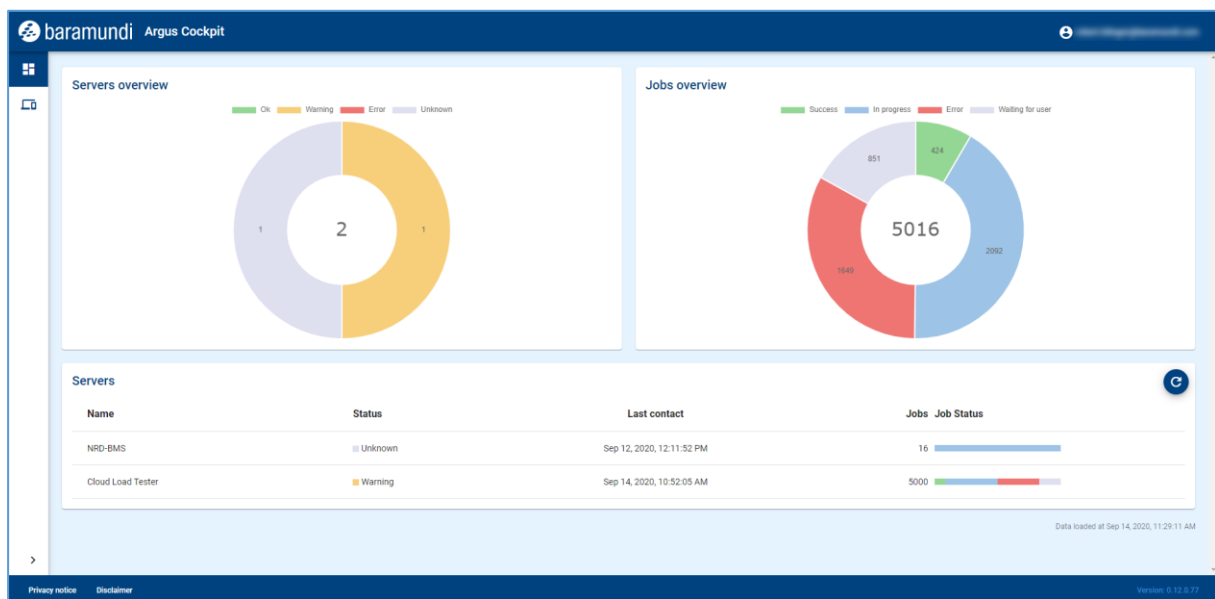 baramundi Argus Cockpit
Servers overview
Ok Warning Error Unknown
1
2
1
Jobs overview
Success In progress Error Waiting for user
851
424
5016
2092
1649
Servers
Name Status Last contact Jobs Job Status
NRD-BMS Unknown Sep 12, 2020, 12:11:52 PM 16
Cloud Load Tester Warning Sep 14, 2020, 10:52:05 AM 5000
Data loaded at Sep 14, 2020, 11:29:11 AM
Privacy notice Disclaimer Version: 0.12.0.77